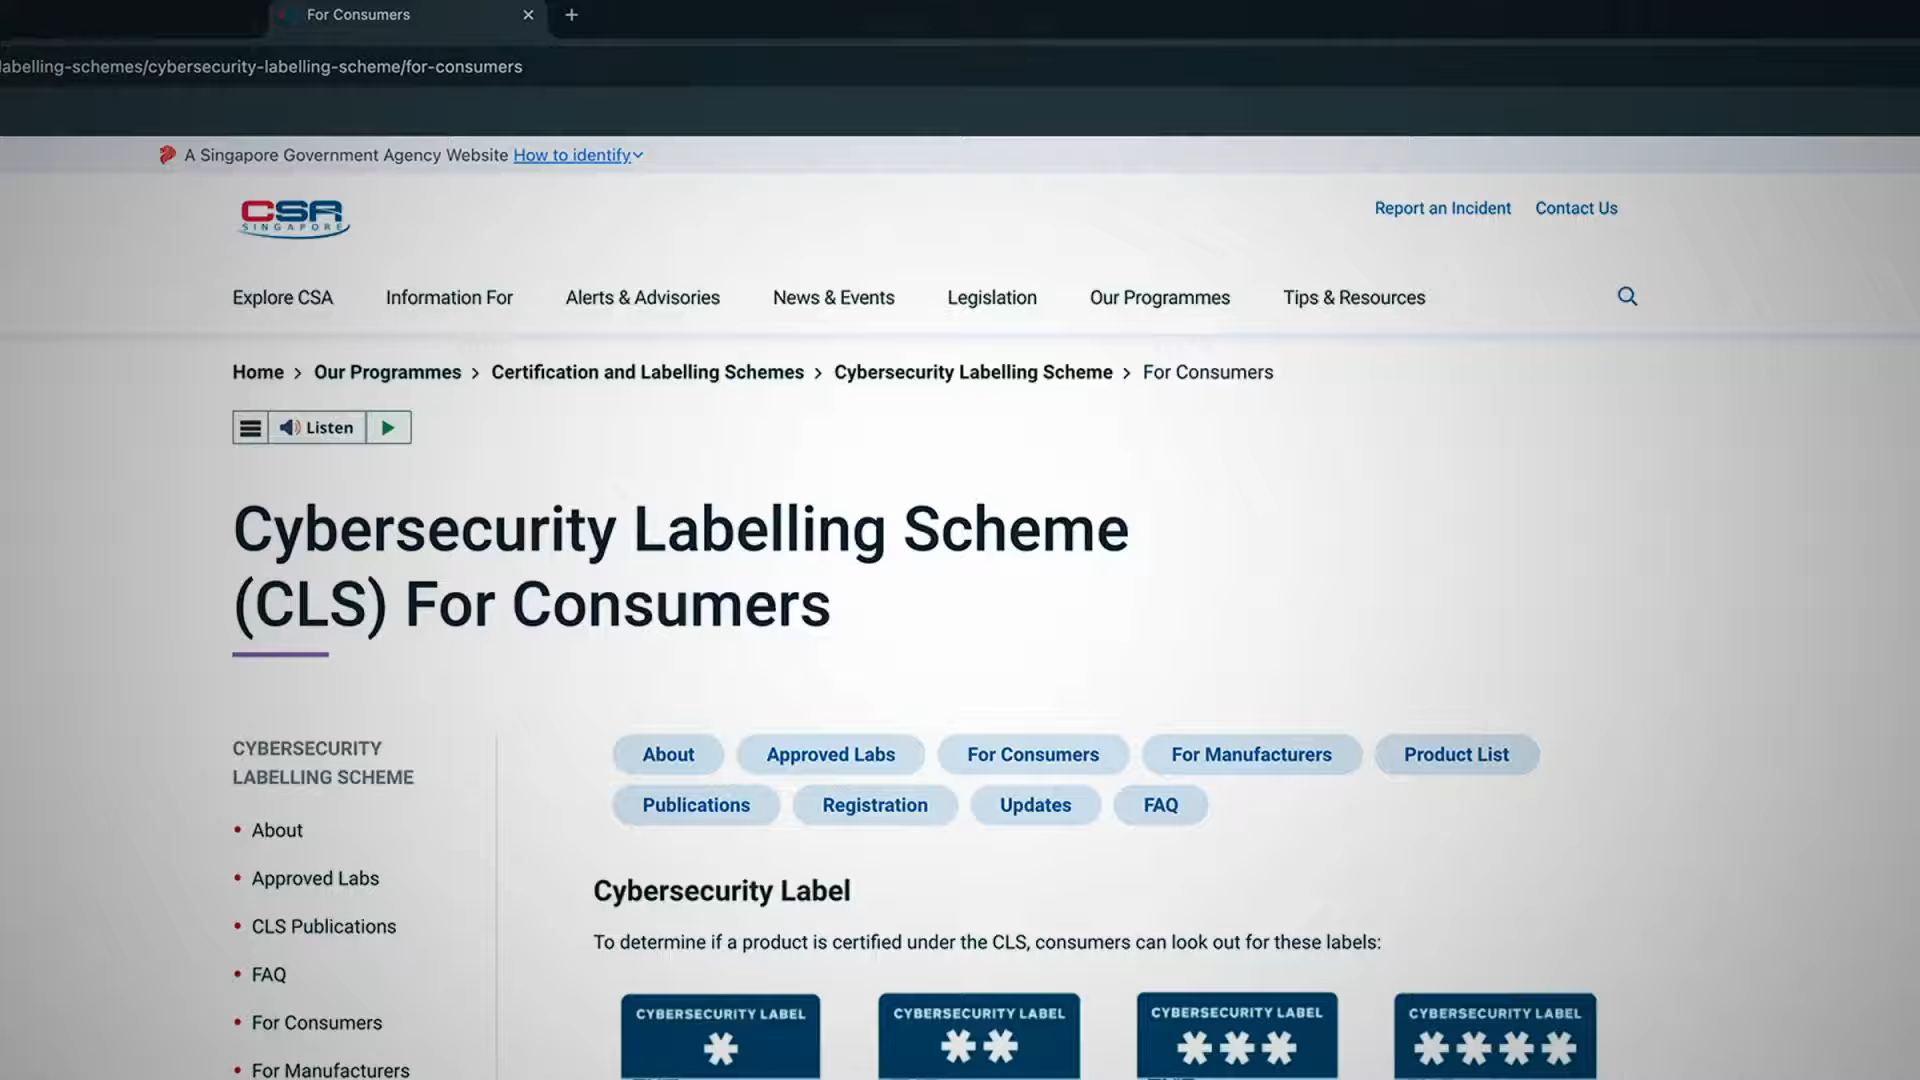 For Consumers
labelling-schemes/cybersecurity-labelling-scheme/for-consumers
A Singapore Government Agency Website How to identify
CSA
SINGAPORE
Report an Incident Contact Us
Explore CSA Information For Alerts & Advisories News & Events Legislation Our Programmes Tips & Resources
Home > Our Programmes > Certification and Labelling Schemes > Cybersecurity Labelling Scheme > For Consumers
Listen
Cybersecurity Labelling Scheme
(CLS) For Consumers
CYBERSECURITY
LABELLING SCHEME
• About
• Approved Labs
• CLS Publications
• FAQ
• For Consumers
• For Manufacturers
About Approved Labs For Consumers For Manufacturers Product List
Publications Registration Updates FAQ
Cybersecurity Label
To determine if a product is certified under the CLS, consumers can look out for these labels:
CYBERSECURITY LABEL
*
CYBERSECURITY LABEL
**
CYBERSECURITY LABEL
***
CYBERSECURITY LABEL
****